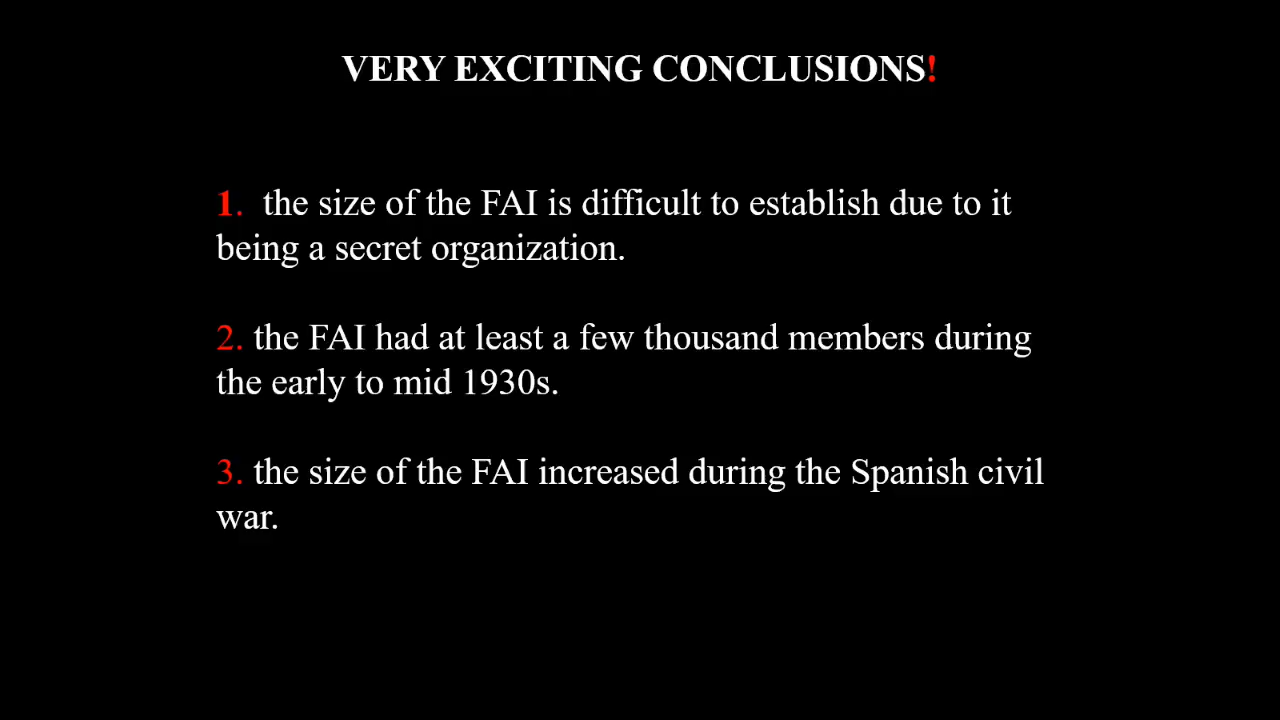 VERY EXCITING CONCLUSIONS!
1. the size of the FAI is difficult to establish due to it
being a secret organization.
2. the FAI had at least a few thousand members during
the early to mid 1930s.
3. the size of the FAI increased during the Spanish civil
war.